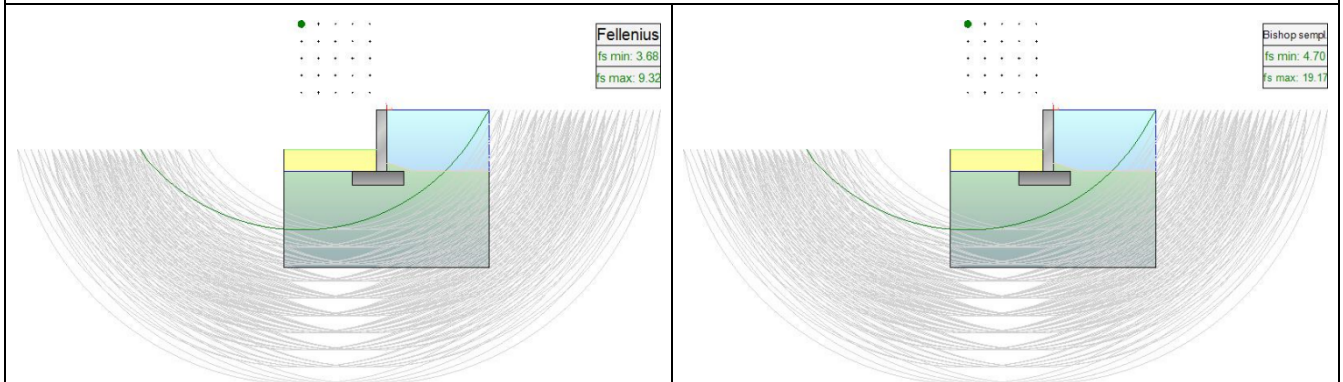 Fellenius
fs min: 3.68
fs max: 9.32
Bishop sempl.
fs min: 4.70
fs max: 19.17